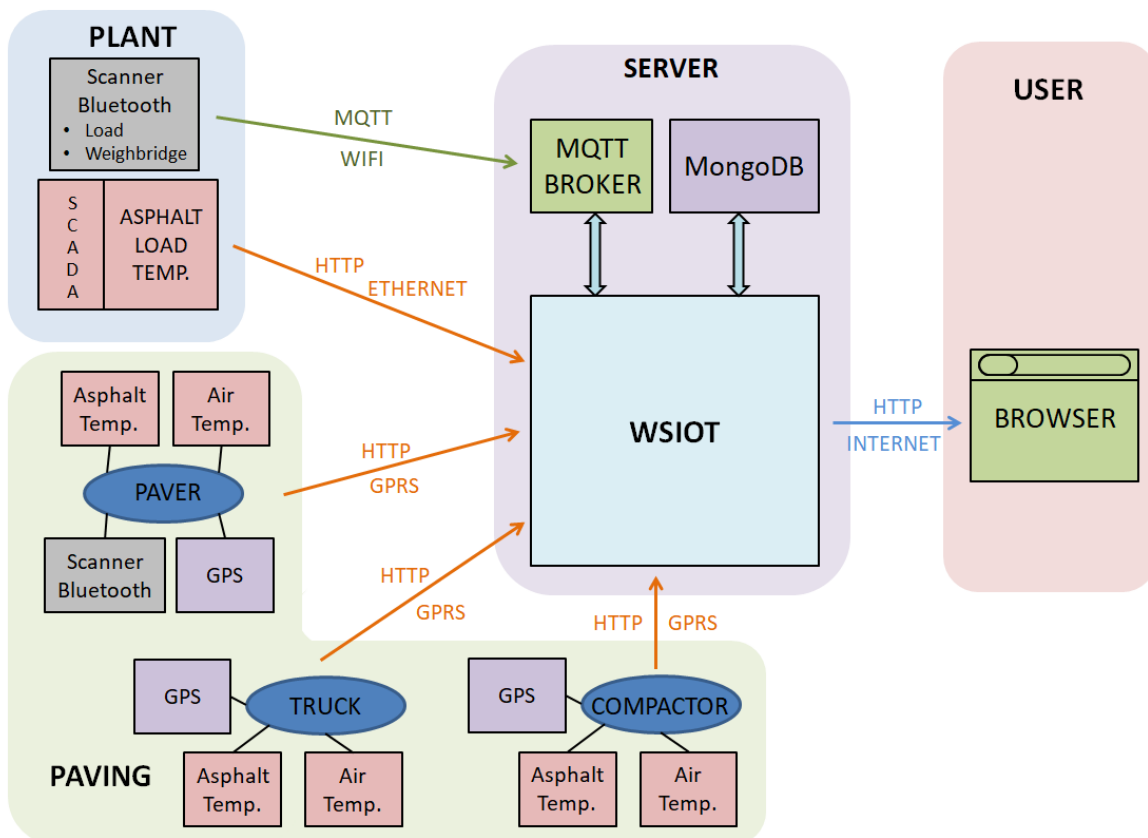 PLANT
Scanner
Bluetooth
• Load
• Weighbridge
S
C
A
D
A
ASPHALT
LOAD
TEMP.
MQTT
WIFI
HTTP
ETHERNET
SERVER
MQTT
BROKER
MongoDB
WSIOT
USER
HTTP
INTERNET
BROWSER
Asphalt
Temp.
Air
Temp.
PAVER
Scanner
Bluetooth
GPS
HTTP
GPRS
HTTP
GPRS
HTTP
GPRS
GPS
TRUCK
Asphalt
Temp.
Air
Temp.
GPS
COMPACTOR
Asphalt
Temp.
Air
Temp.
PAVING